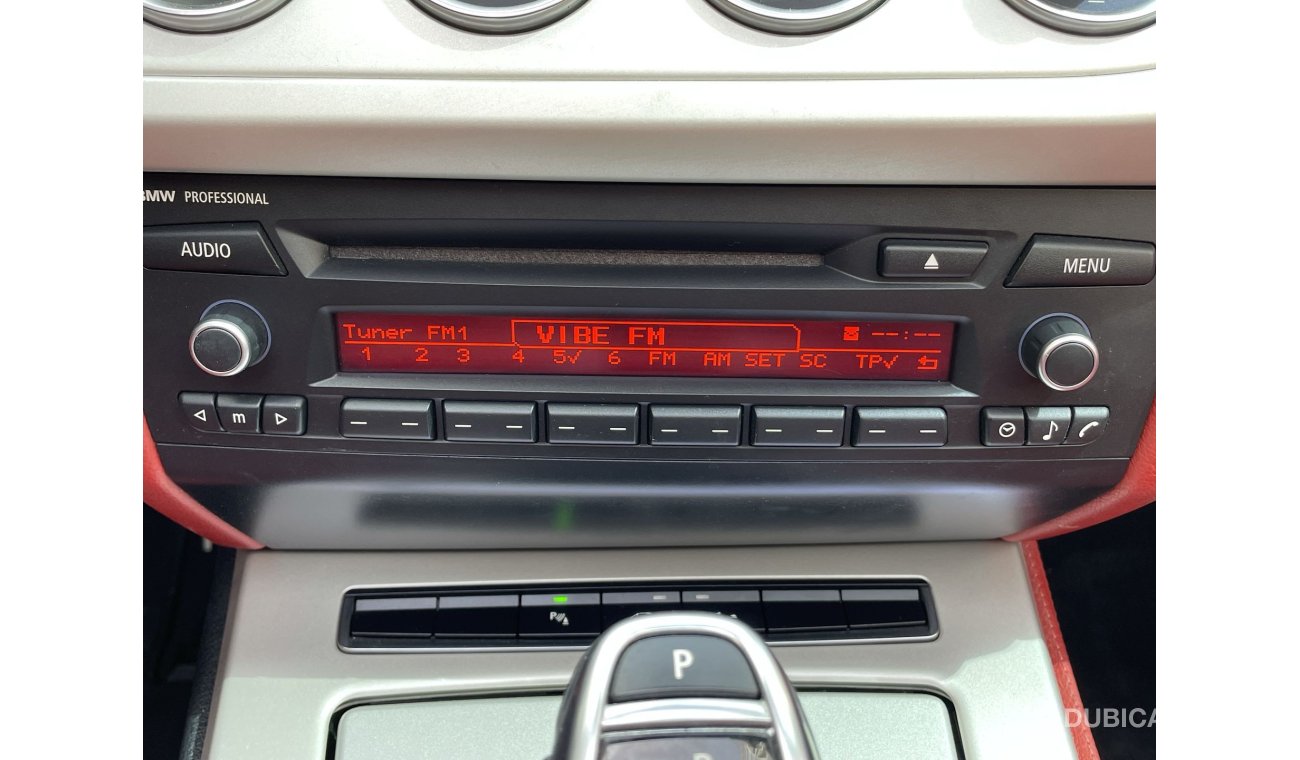 BMW PROFESSIONAL
AUDIO
MENU
Tuner FM1 VIBE FM --:--
1 2 3 4 5√ 6 FM AM SET SC TP√
m
P
P
DUBICA